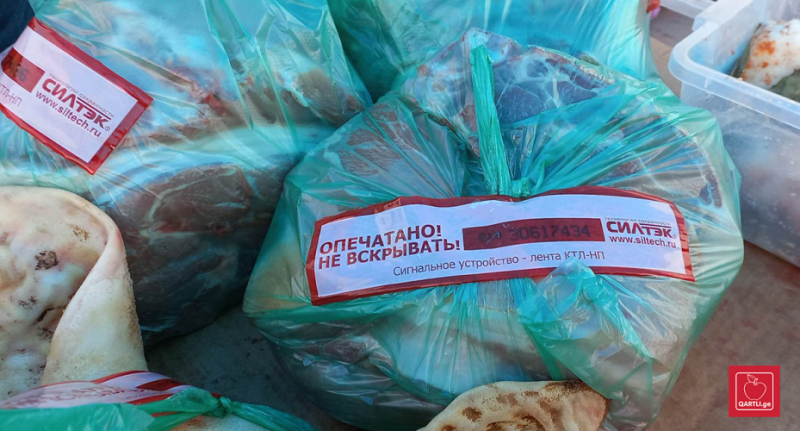 СИЛТЭК®
www.siltech.ru
ОПЕЧАТАНО!
НЕ ВСКРЫВАТЬ!
30617434
СИЛТЭК®
www.siltech.ru
Сигнальное устройство - лента КТЛ-НП
QARTLI.ge